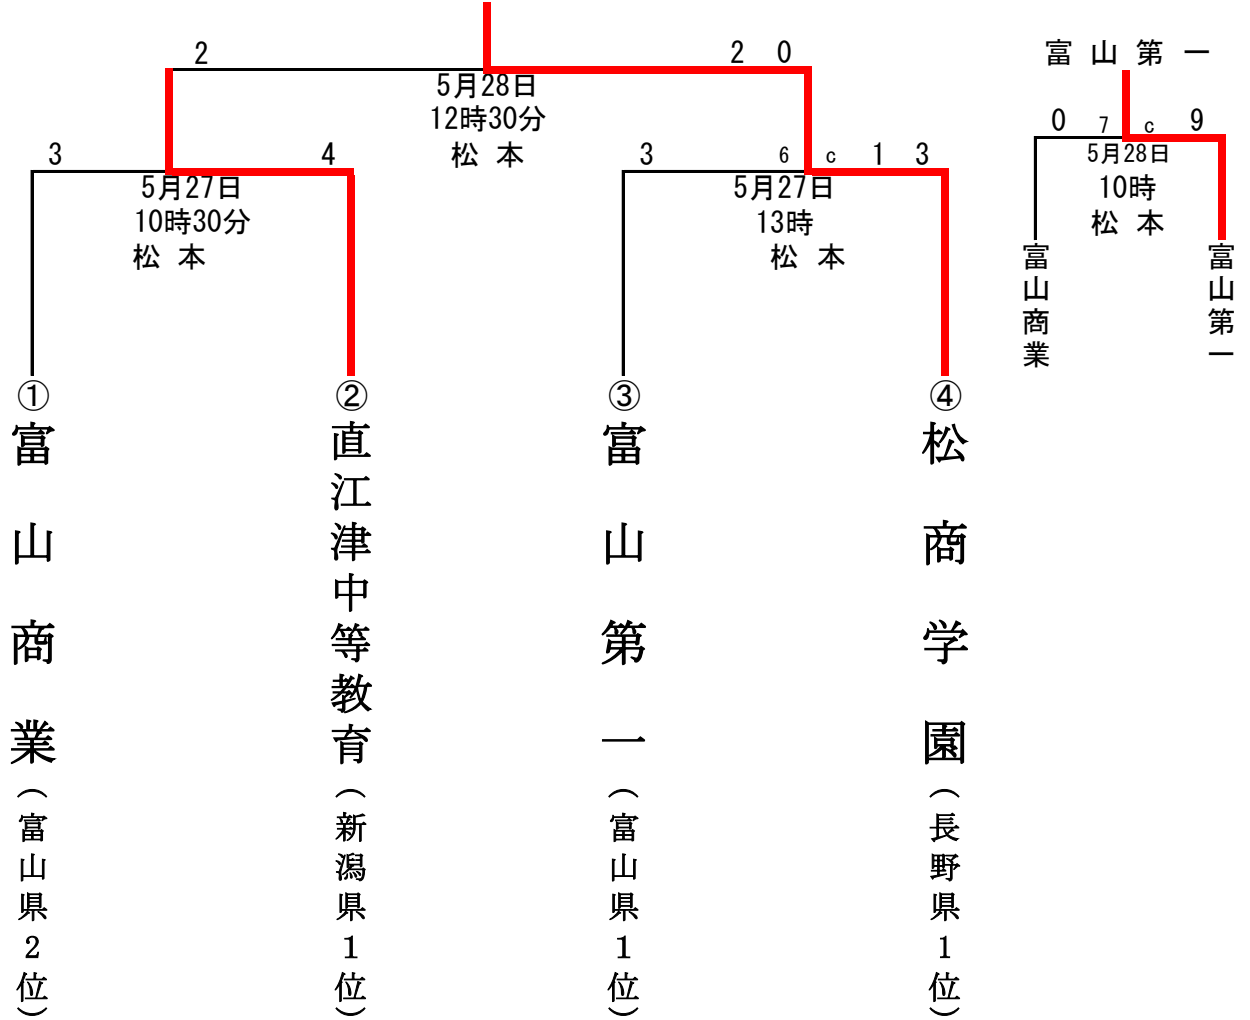 2
2 0
5月28日
12時30分
松 本
3
4
5月27日
10時30分
松 本
3
6 c 1 3
5月27日
13時
松 本
富 山 第 一
0 7 c 9
5月28日
10時
松 本
富山商業
富山第一
①
富山商業(富山県2位)
②
直江津中等教育(新潟県1位)
③
富山第一(富山県1位)
④
松商学園(長野県1位)